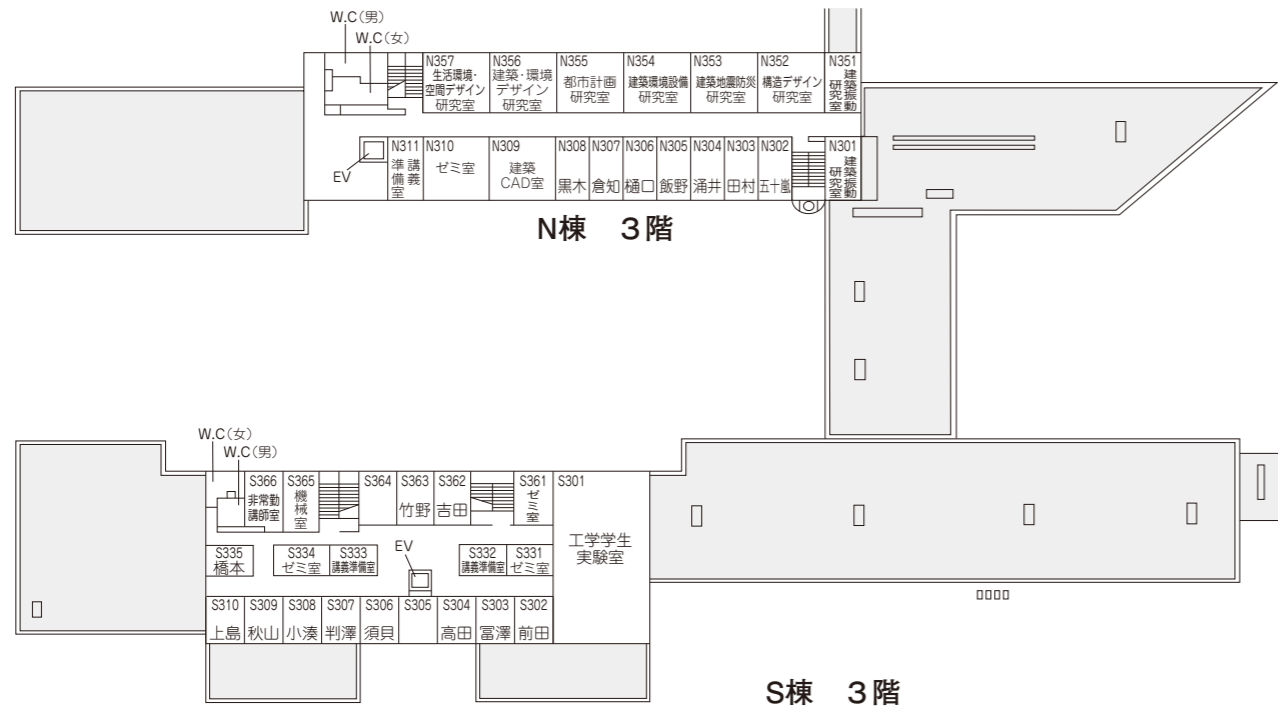 W.C(男)
W.C(女)
N357
生活環境・
空間デザイン
研究室
N356
建築・環境
デザイン
研究室
N355
都市計画
研究室
N354
建築環境設備
研究室
N353
建築地震防災
研究室
N352
構造デザイン
研究室
N351
建築振動
研究室
EV
N311
講義
準備室
N310
ゼミ室
N309
建築
CAD室
N308
黒木
N307
倉知
N306
樋口
N305
飯野
N304
涌井
N303
田村
N302
五十嵐
N301
建築振動
研究室
N棟 3階
W.C(女)
W.C(男)
S366
非常勤
講師室
S365
機械室
S364
S363
竹野
S362
吉田
S361
ゼミ室
S301
工学学生
実験室
S335
橋本
S334
ゼミ室
S333
講義準備室
EV
S332
講義準備室
S331
ゼミ室
S310
上島
S309
秋山
S308
小湊
S307
判澤
S306
須貝
S305
S304
高田
S303
冨澤
S302
前田
S棟 3階